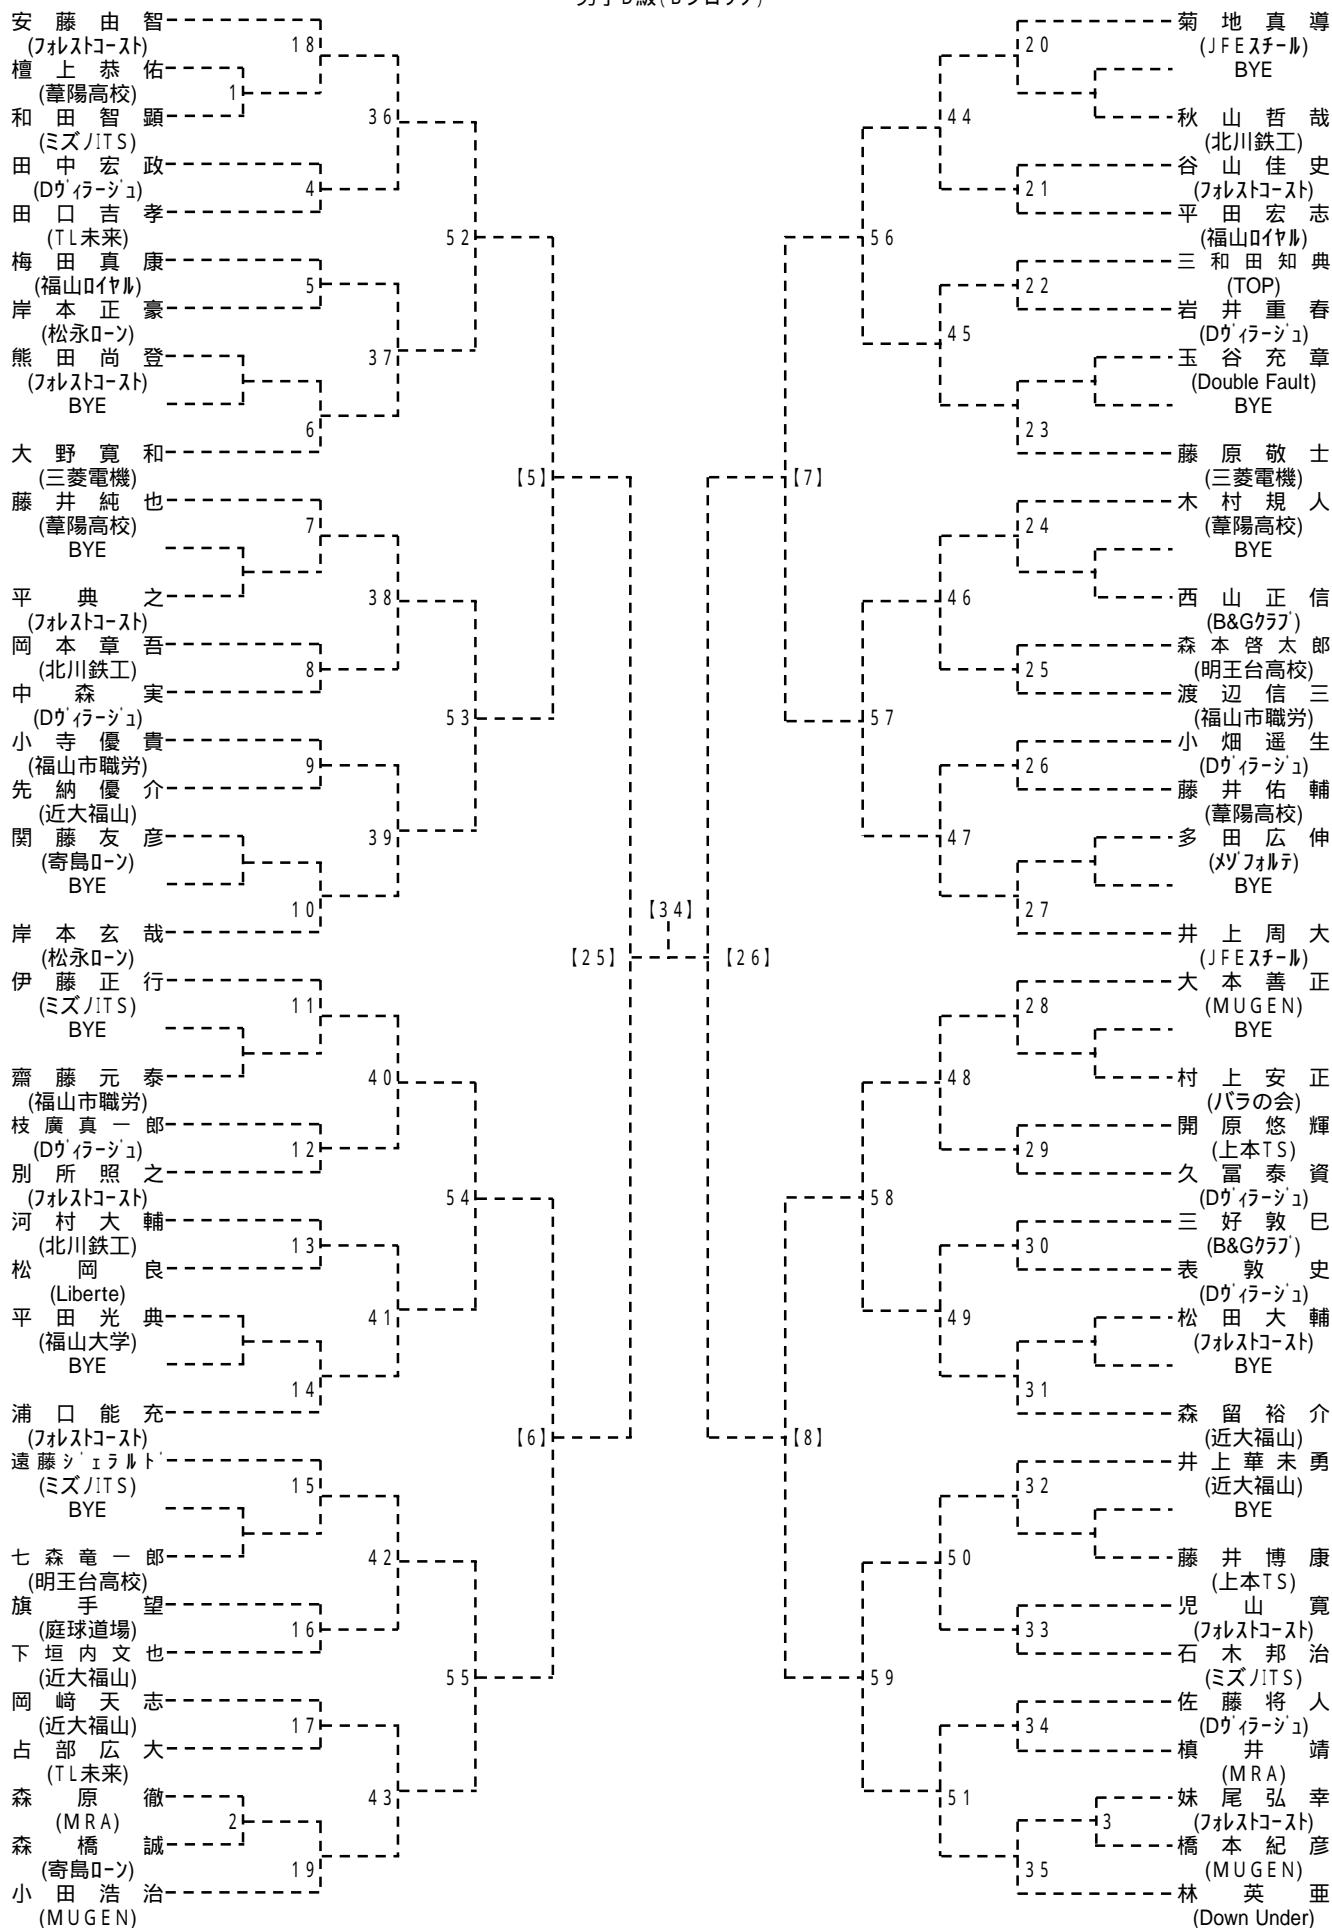 安藤由智
(フォレストコースト)
18
檀上恭佑
(葦陽高校)
1
和田智顕
(ミズノITS)
36
田中宏政
(Dヴィラージュ)
4
田口吉孝
(TL未来)
52
梅田真康
(福山ロイヤル)
5
岸本正豪
(松永ローン)
熊田尚登
(フォレストコースト)
37
BYE
6
大野寛和
(三菱電機)
【5】
藤井純也
(葦陽高校)
7
BYE
平典之
(フォレストコースト)
38
岡本章吾
(北川鉄工)
8
中森実
(Dヴィラージュ)
53
小寺優貴
(福山市職労)
9
先納優介
(近大福山)
関藤友彦
(寄島ローン)
39
BYE
10
岸本玄哉
(松永ローン)
【25】
【34】
伊藤正行
(ミズノITS)
11
BYE
齋藤元泰
(福山市職労)
40
枝廣真一郎
(Dヴィラージュ)
12
別所照之
(フォレストコースト)
54
河村大輔
(北川鉄工)
13
松岡良
(Liberte)
平田光典
(福山大学)
41
BYE
14
浦口能充
(フォレストコースト)
【6】
遠藤ジェラルド
(ミズノITS)
15
BYE
七森竜一郎
(明王台高校)
42
旗手望
(庭球道場)
16
下垣内文也
(近大福山)
55
岡﨑天志
(近大福山)
17
占部広大
(TL未来)
森原徹
(MRA)
2
43
森橋誠
(寄島ローン)
19
小田浩治
(MUGEN)
菊地真導
(JFEスチール)
20
BYE
秋山哲哉
(北川鉄工)
44
谷山佳史
(フォレストコースト)
21
平田宏志
(福山ロイヤル)
56
三和田知典
(TOP)
22
岩井重春
(Dヴィラージュ)
45
玉谷充章
(Double Fault)
BYE
23
藤原敬士
(三菱電機)
【7】
木村規人
(葦陽高校)
24
BYE
西山正信
(B&Gクラブ)
46
森本啓太郎
(明王台高校)
25
渡辺信三
(福山市職労)
57
小畑遥生
(Dヴィラージュ)
26
藤井佑輔
(葦陽高校)
47
多田広伸
(メゾフォルテ)
BYE
27
井上周大
(JFEスチール)
【26】
大本善正
(MUGEN)
28
BYE
村上安正
(バラの会)
48
開原悠輝
(上本TS)
29
久冨泰資
(Dヴィラージュ)
58
三好敦巳
(B&Gクラブ)
30
表敦史
(Dヴィラージュ)
49
松田大輔
(フォレストコースト)
BYE
31
森留裕介
(近大福山)
【8】
井上華未勇
(近大福山)
32
BYE
藤井博康
(上本TS)
50
児山寛
(フォレストコースト)
33
石木邦治
(ミズノITS)
59
佐藤将人
(Dヴィラージュ)
34
槙井靖
(MRA)
51
妹尾弘幸
(フォレストコースト)
3
橋本紀彦
(MUGEN)
35
林英亜
(Down Under)